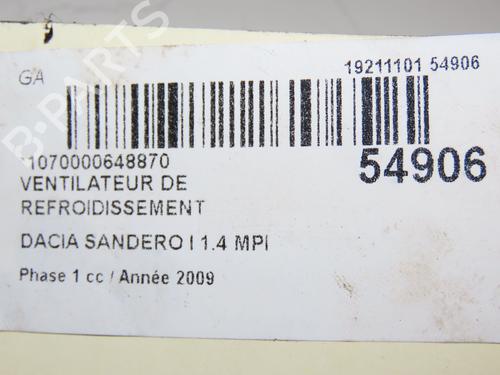 GA
19211101 54906
1070000648870
54906
VENTILATEUR DE
REFROIDISSEMENT
DACIA SANDERO I 1.4 MPI
Phase 1 cc / Année 2009
B-PARTS